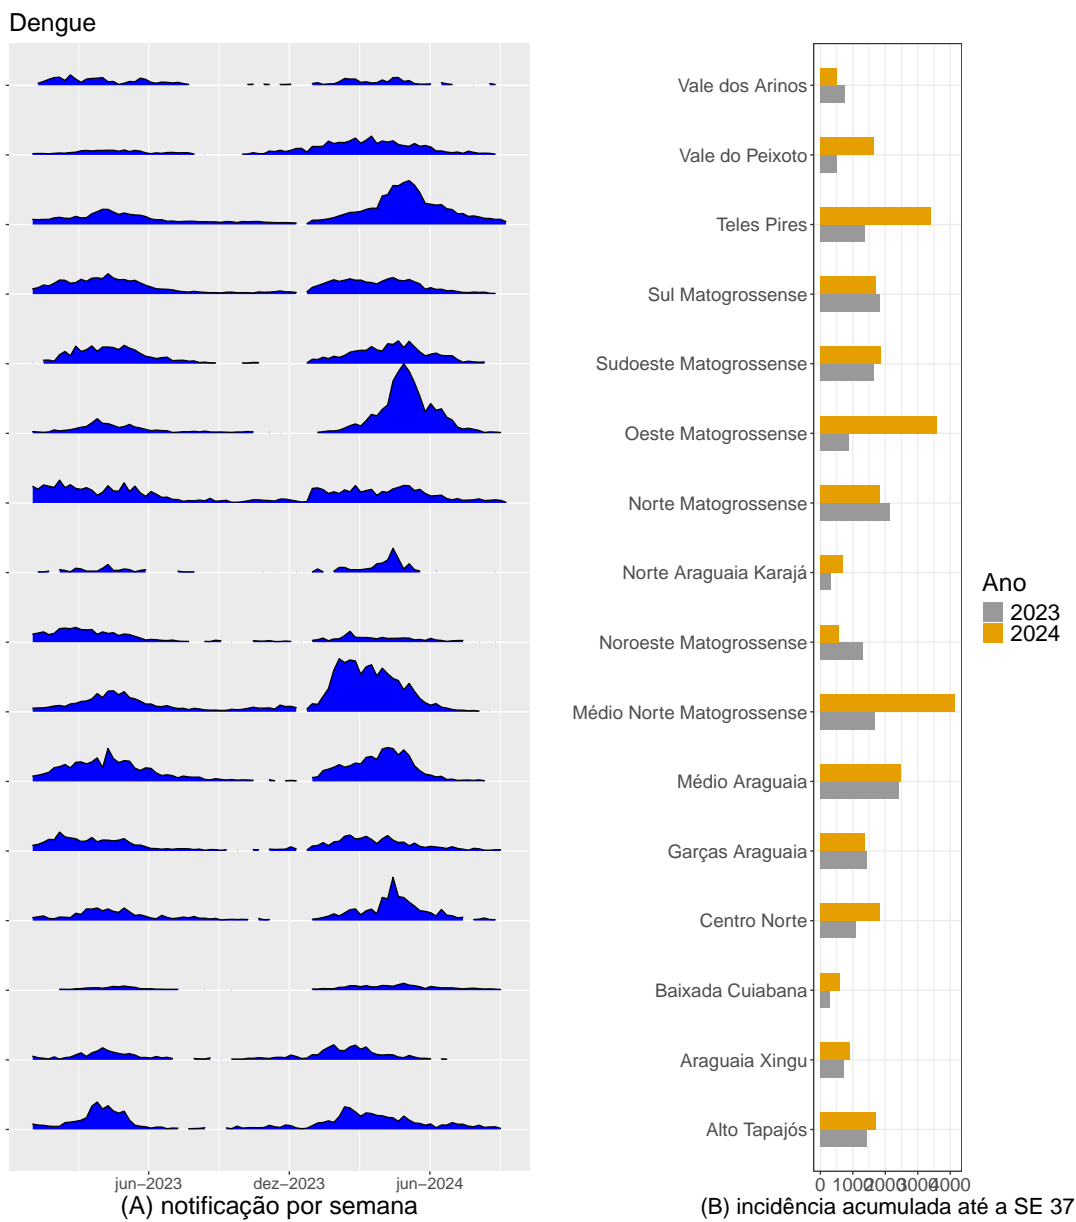 Dengue
Vale dos Arinos
Vale do Peixoto
Teles Pires
Sul Matogrossense
Sudoeste Matogrossense
Oeste Matogrossense
Norte Matogrossense
Norte Araguaia Karajá
Noroeste Matogrossense
Médio Norte Matogrossense
Médio Araguaia
Garças Araguaia
Centro Norte
Baixada Cuiabana
Araguaia Xingu
Alto Tapajós
Ano
2023
2024
jun−2023 dez−2023 jun−2024
0 1000 2000 3000 4000
(A) notificação por semana
(B) incidência acumulada até a SE 37